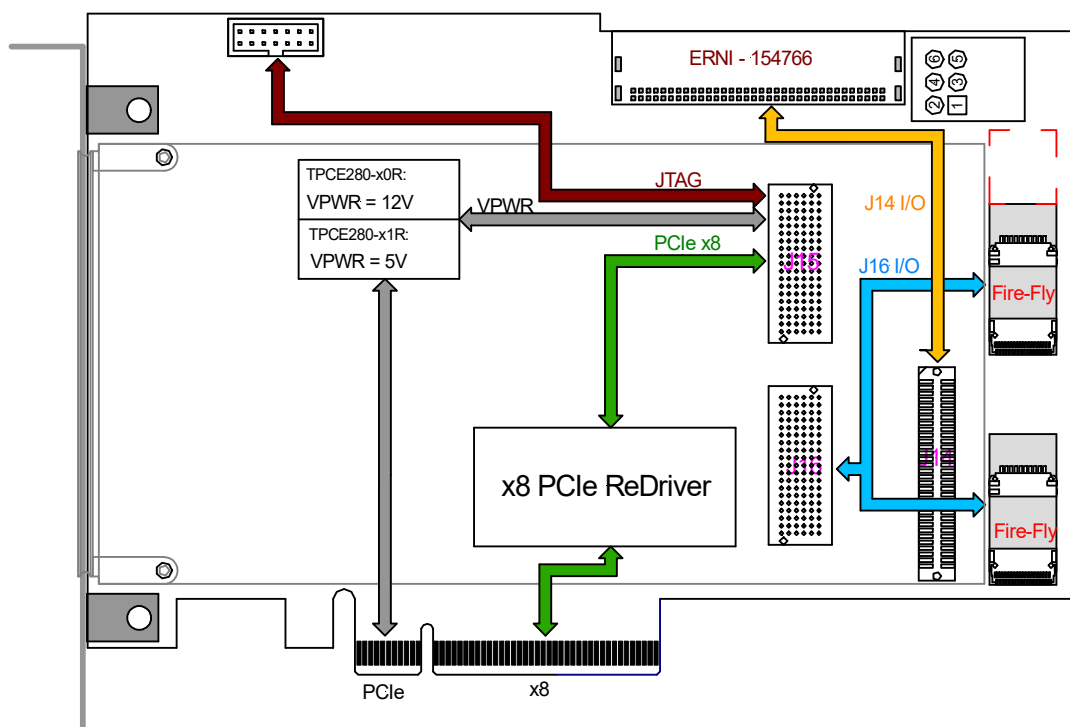 ERNI - 154766
6 5
4 3
2 1
TPCE280-x0R:
VPWR = 12V
TPCE280-x1R:
VPWR = 5V
VPWR
JTAG
PCIe x8
J15
J14 I/O
J16 I/O
Fire-Fly
x8 PCIe ReDriver
J16
J14
Fire-Fly
PCIe
x8